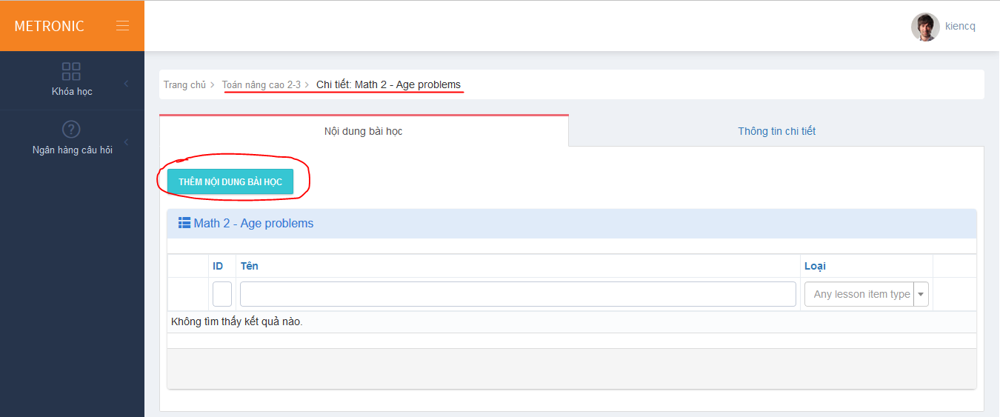 METRONIC
kiencq
Khóa học
Ngân hàng câu hỏi
Trang chủ > Toán nâng cao 2-3 > Chi tiết: Math 2 - Age problems
Nội dung bài học
Thông tin chi tiết
THÊM NỘI DUNG BÀI HỌC
Math 2 - Age problems
ID Tên Loại
Any lesson item type
Không tìm thấy kết quả nào.